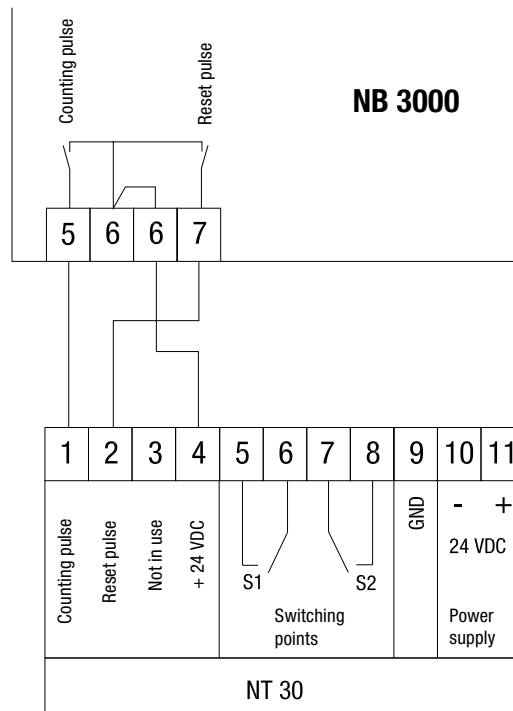 Counting pulse
Reset pulse
NB 3000
5 6 6 7
1 2 3 4 5 6 7 8 9 10 11
Counting pulse
Reset pulse
Not in use
+ 24 VDC
S1
S2
Switching
points
GND
- +
24 VDC
Power
supply
NT 30